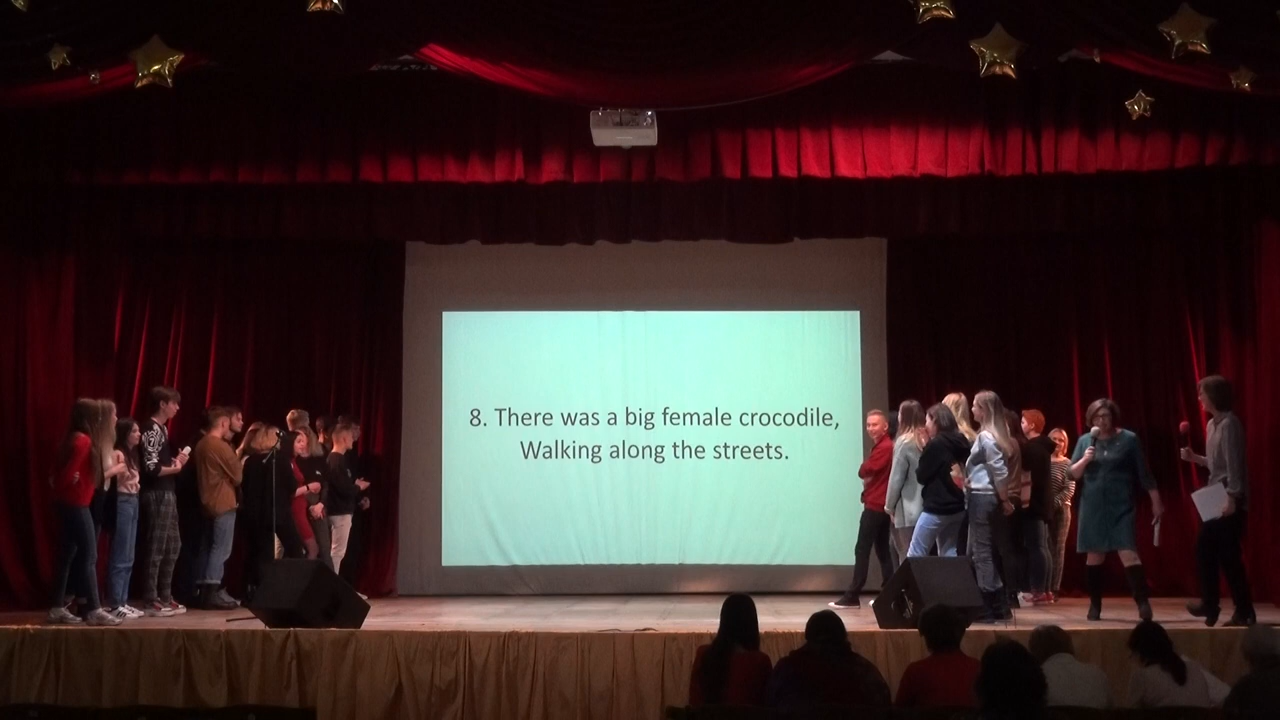 8. There was a big female crocodile,
Walking along the streets.